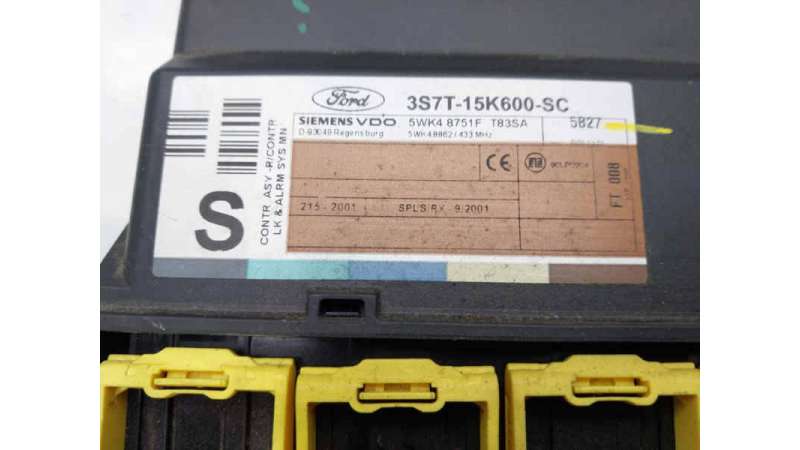 Ford
3S7T-15K600-SC
SIEMENS VDO 5WK4 8751F T83SA 5827
D-93049 Regensburg 5WK4 8962 / 433 MHz
CE
FT 008
215 - 2001 SPLS RX 9/2001
S
CONTR ASY -R/CONTR
LK & ALRM SYS MN